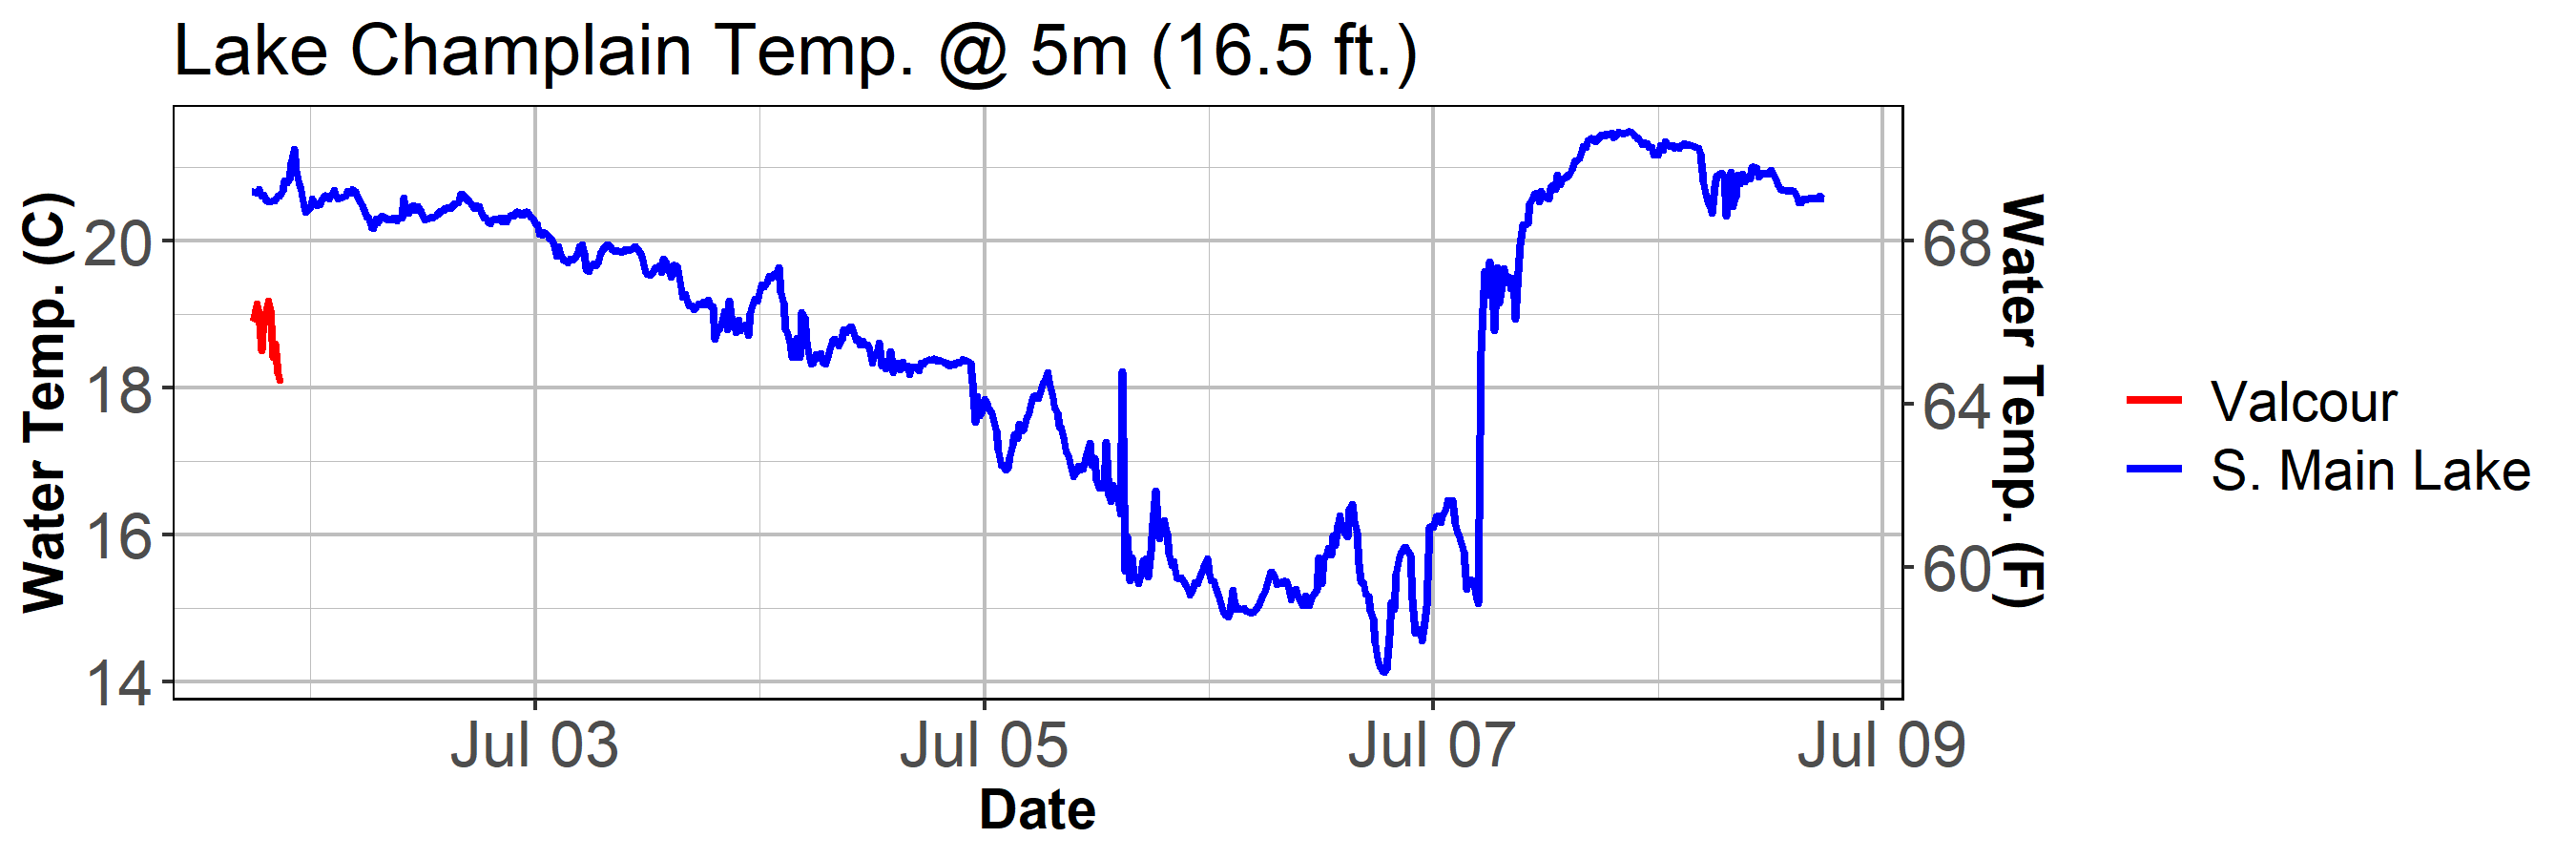 Lake Champlain Temp. @ 5m (16.5 ft.)
Water Temp. (C)
20
18
16
14
68
64
60
Water Temp. (F)
Jul 03
Jul 05
Jul 07
Jul 09
Date
Valcour
S. Main Lake